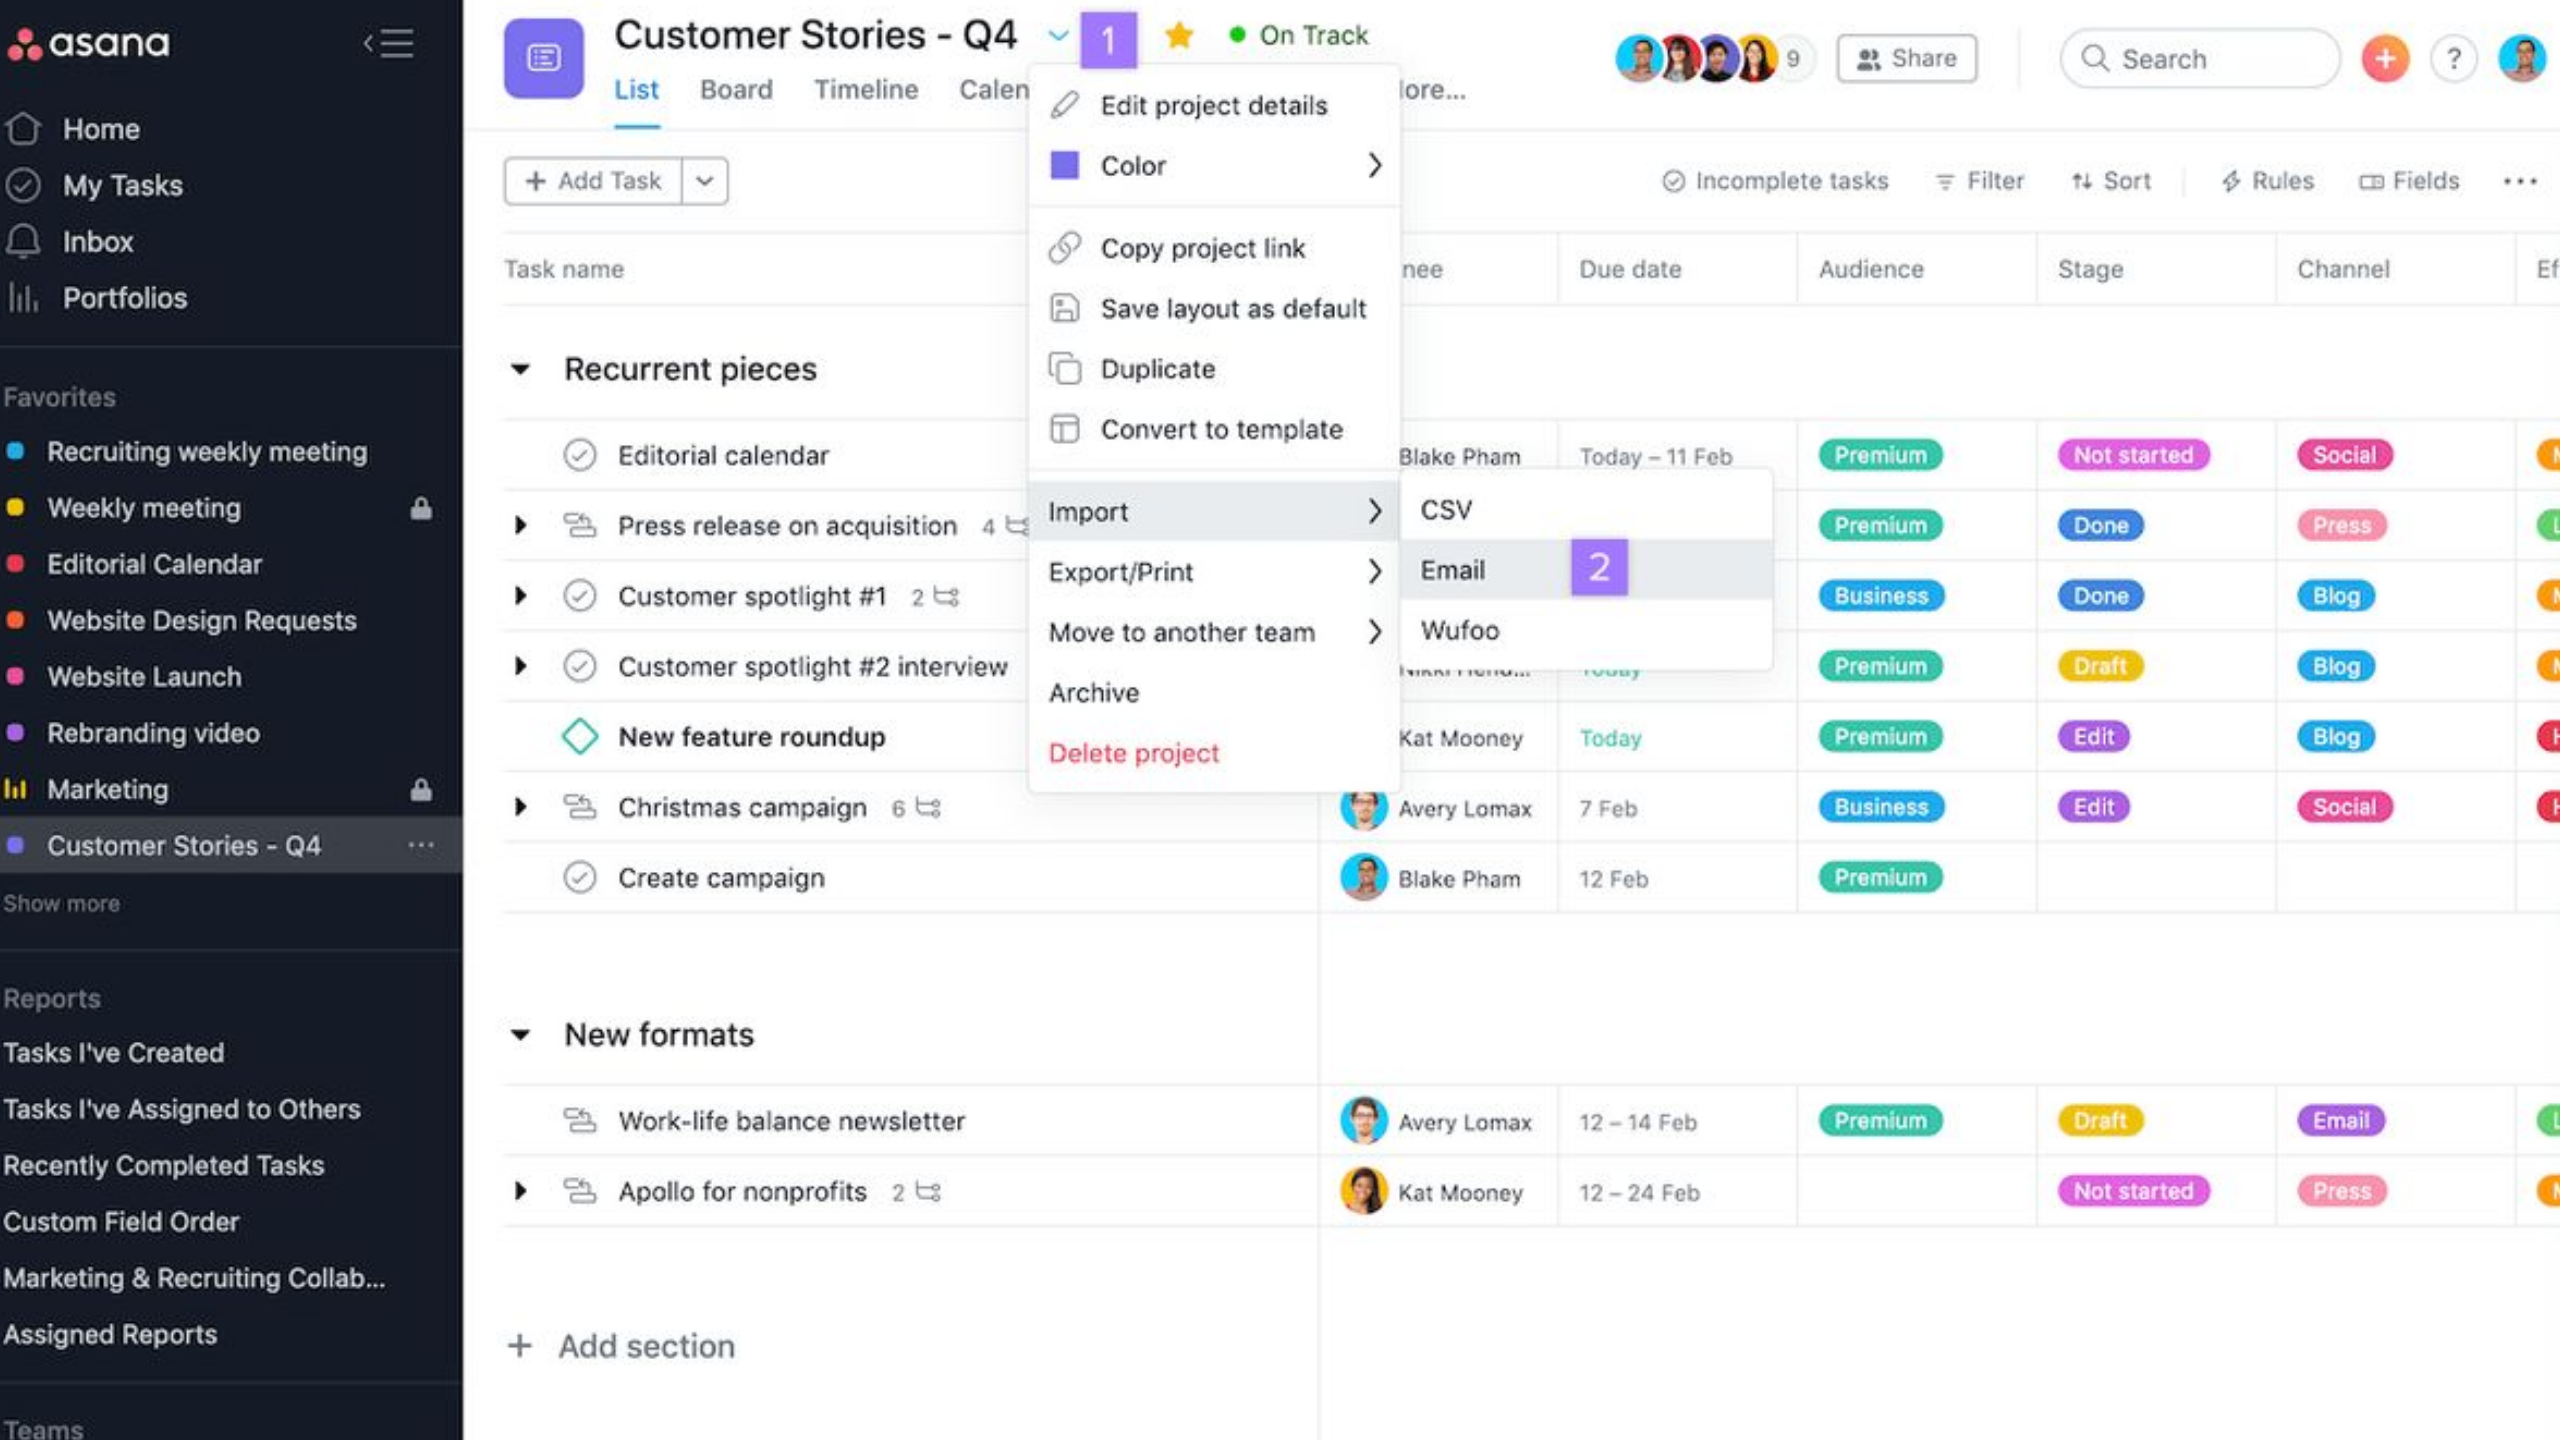 asana
Home
My Tasks
Inbox
Portfolios
Favorites
Recruiting weekly meeting
Weekly meeting
Editorial Calendar
Website Design Requests
Website Launch
Rebranding video
Marketing
Customer Stories - Q4
Show more
Reports
Tasks I've Created
Tasks I've Assigned to Others
Recently Completed Tasks
Custom Field Order
Marketing & Recruiting Collab...
Assigned Reports
Teams
Customer Stories - Q4 1 On Track
List Board Timeline Calen ore...
9 Share Search ?
+ Add Task
Incomplete tasks Filter Sort Rules Fields
Edit project details
Color
Copy project link
Save layout as default
Duplicate
Convert to template
Import
Export/Print
Move to another team
Archive
Delete project
CSV
Email 2
Wufoo
Task name nee Due date Audience Stage Channel Ef
Recurrent pieces
Editorial calendar Blake Pham Today – 11 Feb Premium Not started Social
Press release on acquisition 4 Premium Done Press
Customer spotlight #1 2 Business Done Blog
Customer spotlight #2 interview Today Premium Draft Blog
New feature roundup Kat Mooney Today Premium Edit Blog
Christmas campaign 6 Avery Lomax 7 Feb Business Edit Social
Create campaign Blake Pham 12 Feb Premium
New formats
Work-life balance newsletter Avery Lomax 12 – 14 Feb Premium Draft Email
Apollo for nonprofits 2 Kat Mooney 12 – 24 Feb Not started Press
+ Add section